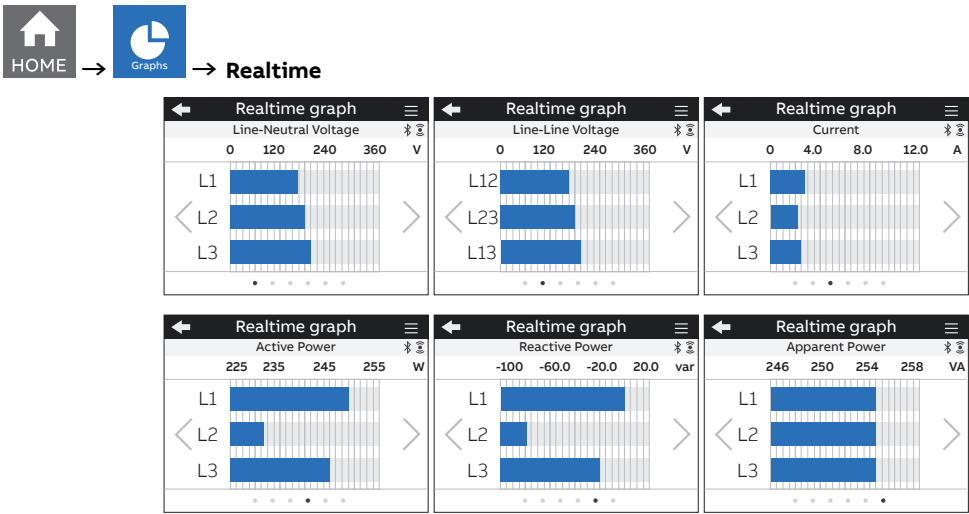 HOME → Graphs → Realtime
Realtime graph
Line-Neutral Voltage
0 120 240 360 V
L1
L2
L3
Realtime graph
Line-Line Voltage
0 120 240 360 V
L12
L23
L13
Realtime graph
Current
0 4.0 8.0 12.0 A
L1
L2
L3
Realtime graph
Active Power
225 235 245 255 W
L1
L2
L3
Realtime graph
Reactive Power
-100 -60.0 -20.0 20.0 var
L1
L2
L3
Realtime graph
Apparent Power
246 250 254 258 VA
L1
L2
L3